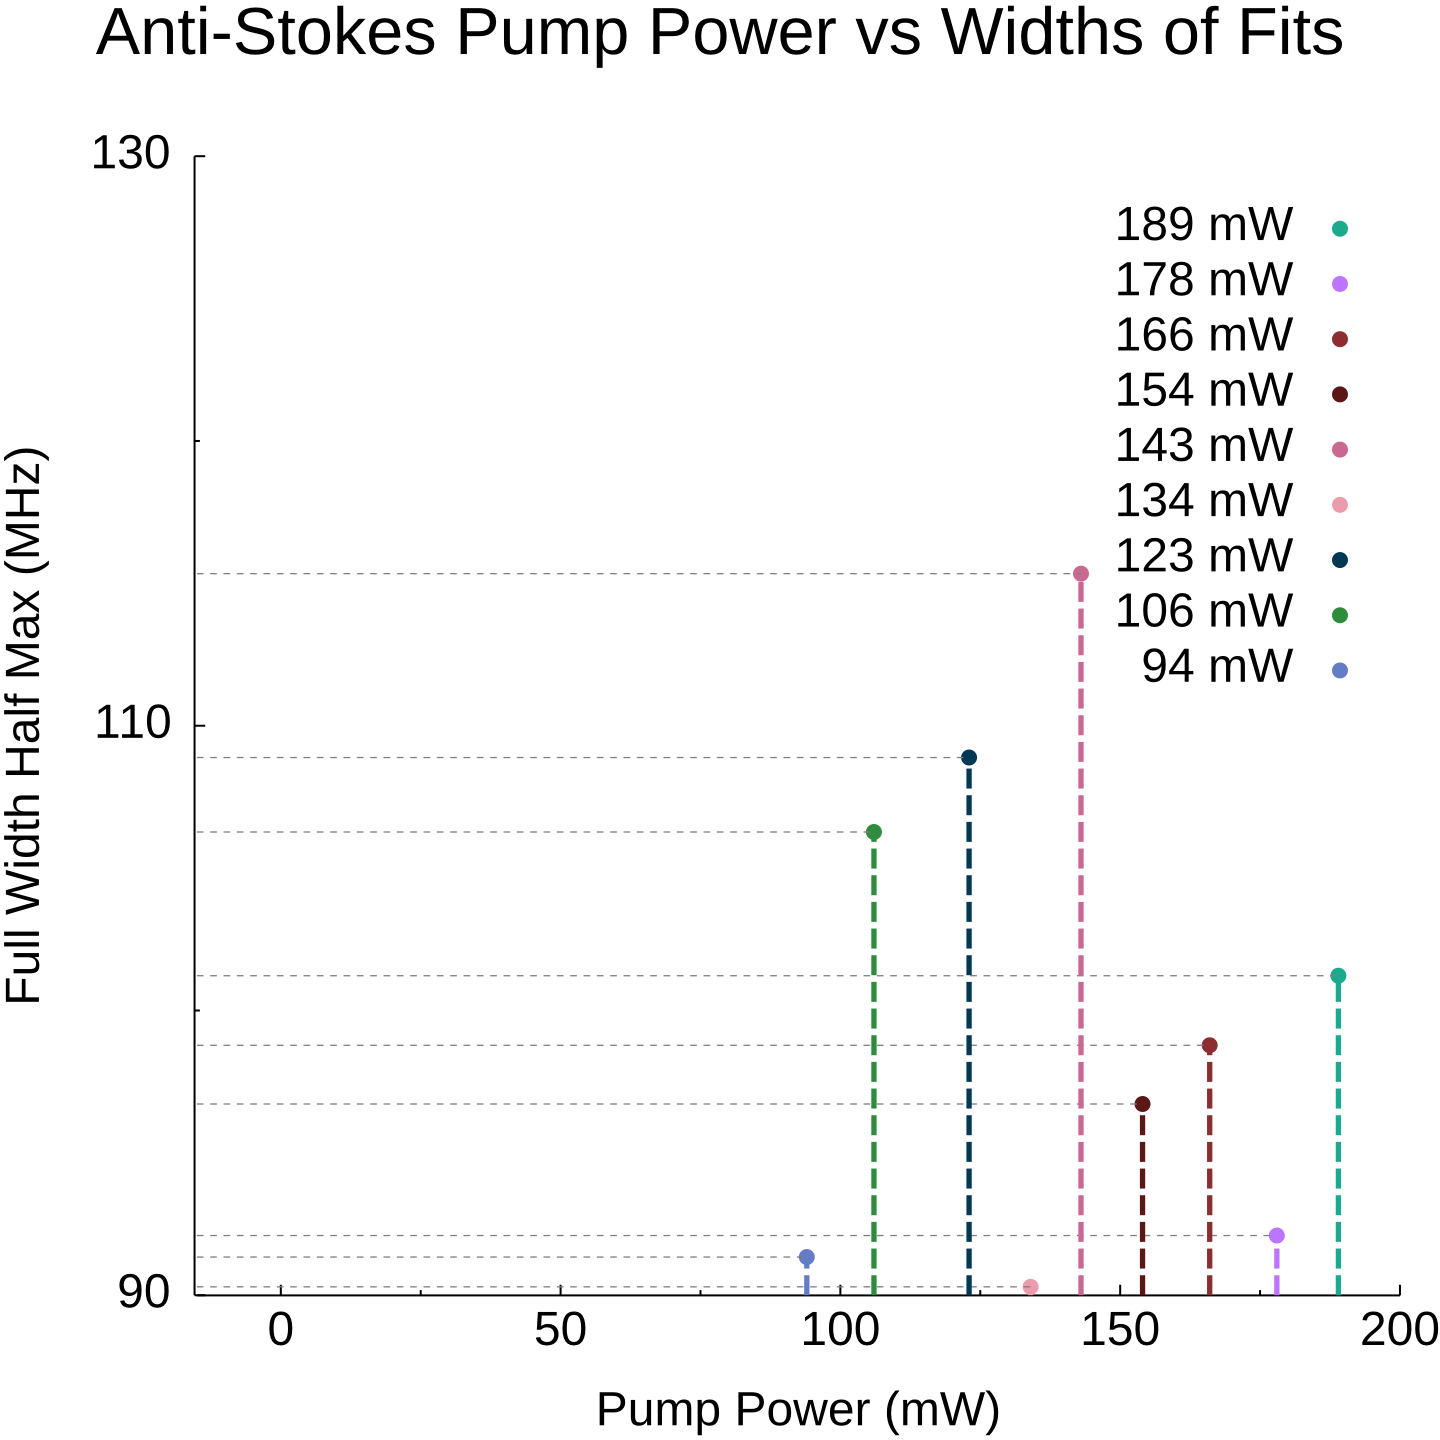 Anti-Stokes Pump Power vs Widths of Fits
130
189 mW
178 mW
166 mW
154 mW
143 mW
134 mW
123 mW
106 mW
94 mW
Full Width Half Max (MHz)
110
90
0 50 100 150 200
Pump Power (mW)